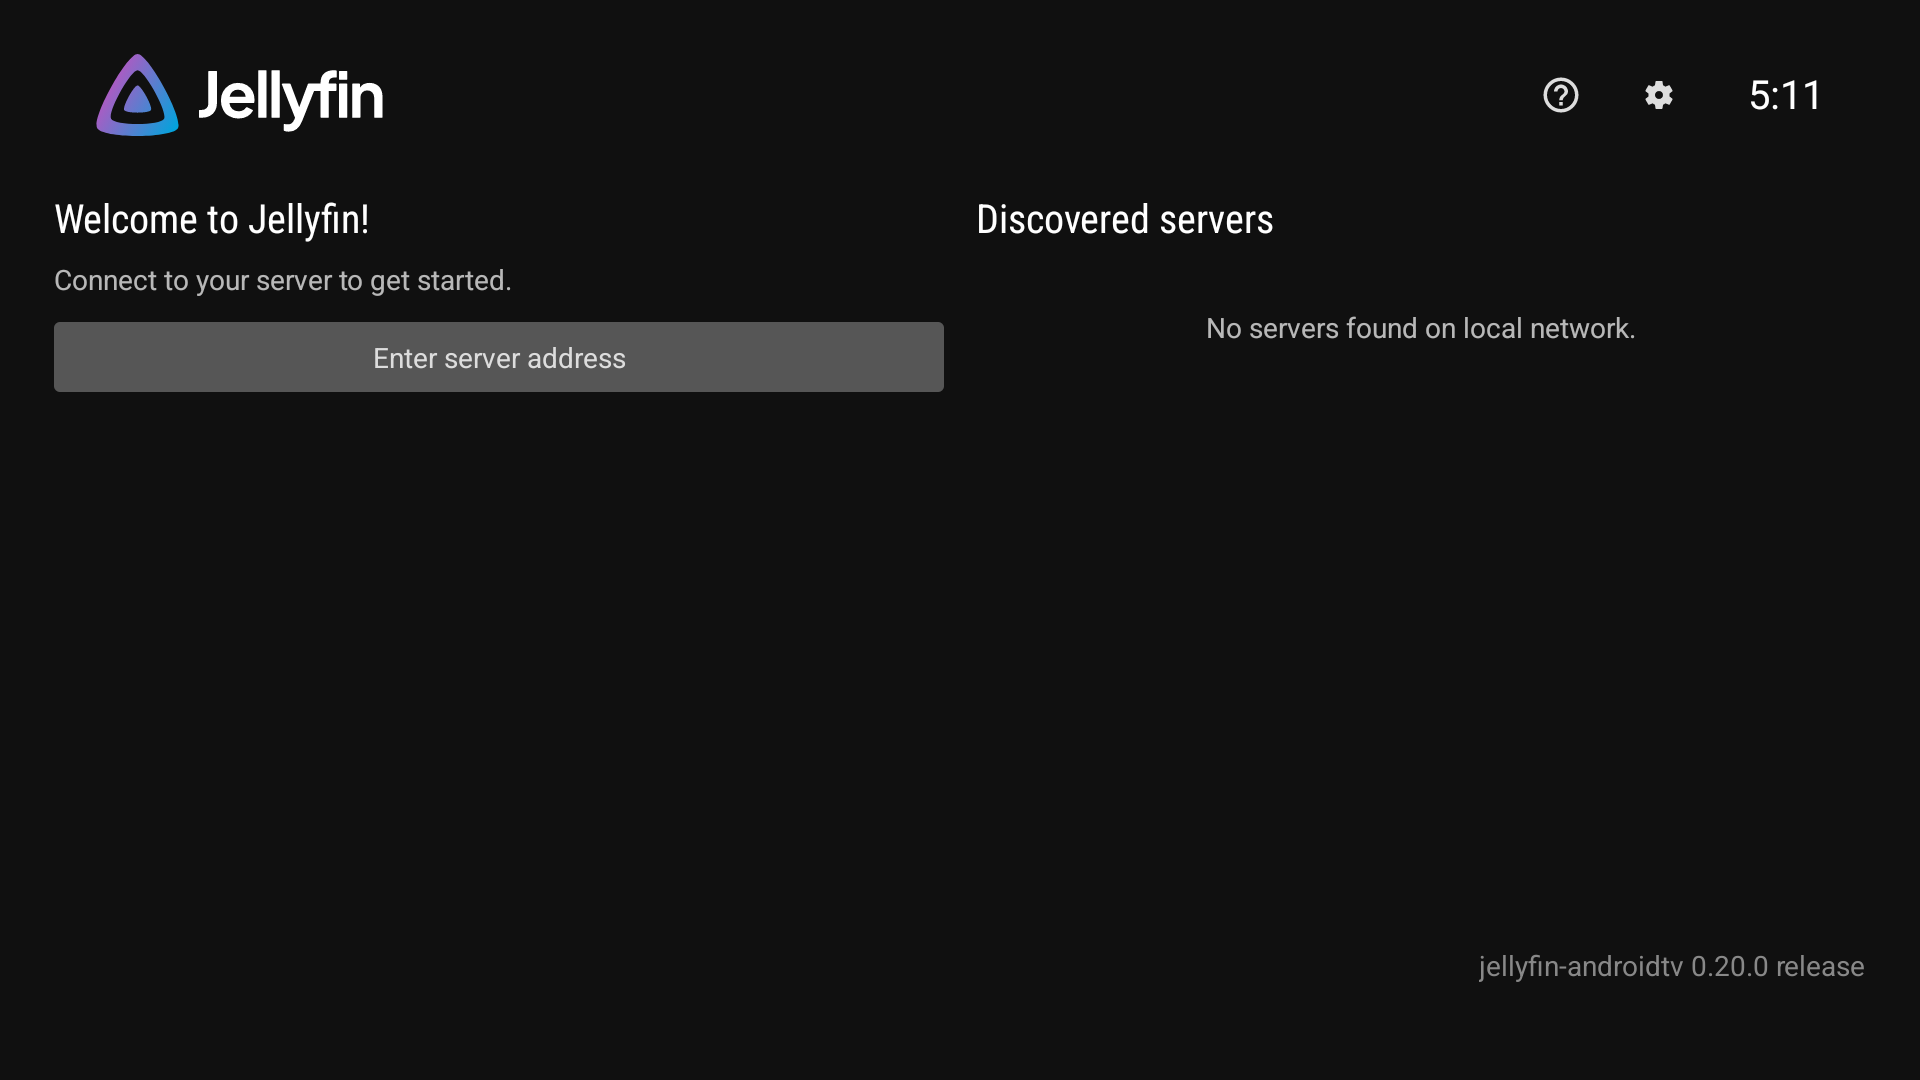 Jellyfin
5:11
Welcome to Jellyfin!
Connect to your server to get started.
Enter server address
Discovered servers
No servers found on local network.
jellyfin-androidtv 0.20.0 release